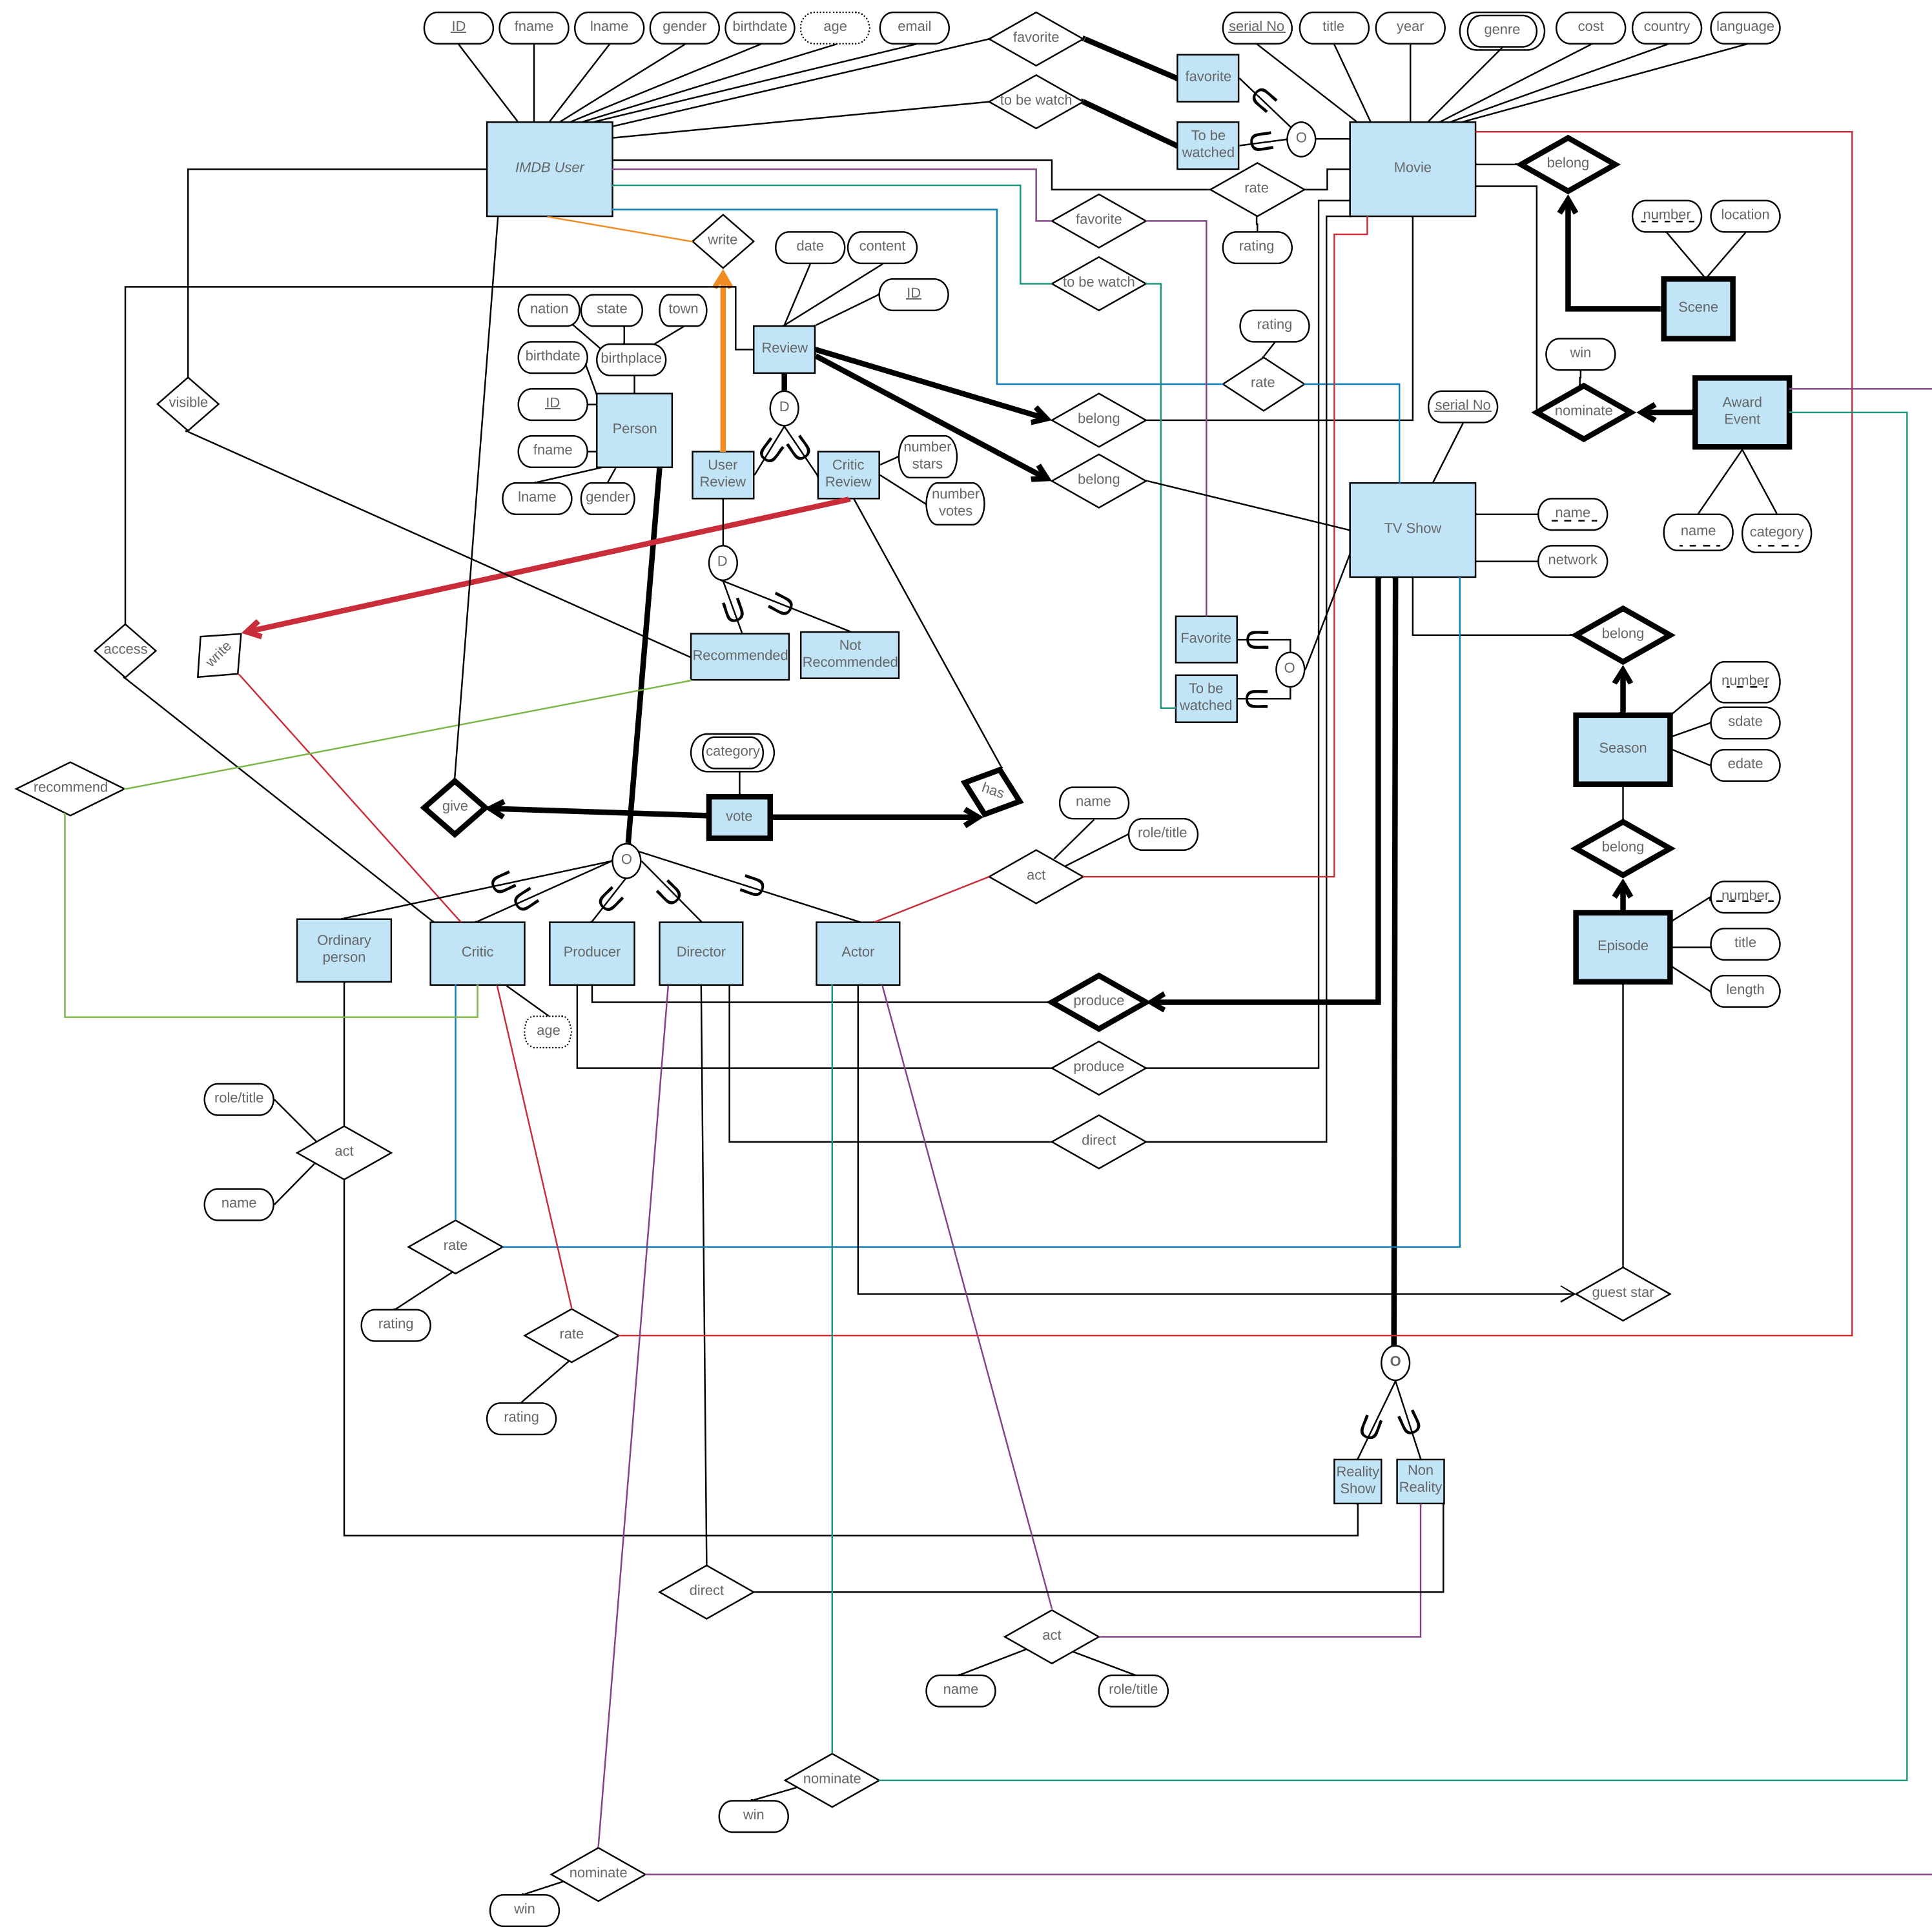 ID
fname
lname
gender
birthdate
age
email
favorite
serial No
title
year
genre
cost
country
language
favorite
to be watch
To be
watched
O
IMDB User
Movie
belong
rate
favorite
rating
number
location
write
date
content
to be watch
ID
Scene
nation
state
town
rating
birthdate
birthplace
Review
win
rate
visible
ID
Person
D
belong
serial No
nominate
Award
Event
fname
User
Review
Critic
Review
number
stars
belong
lname
gender
number
votes
name
TV Show
name
category
D
network
access
write
Recommended
Not
Recommended
Favorite
O
belong
To be
watched
number
sdate
Season
edate
recommend
category
has
give
vote
name
role/title
belong
O
act
number
Ordinary
person
Critic
Producer
Director
Actor
Episode
title
length
age
produce
produce
role/title
direct
act
name
rate
guest star
rating
rate
O
rating
Reality
Show
Non
Reality
direct
act
name
role/title
nominate
win
nominate
win